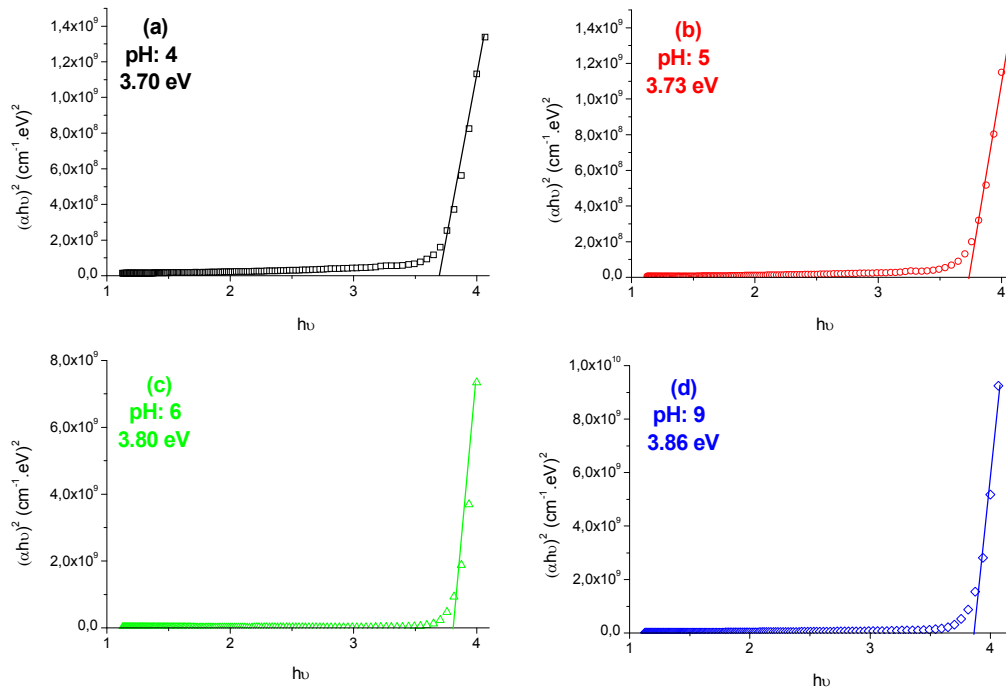 (a)
pH: 4
3.70 eV
1,4x10⁹
1,2x10⁹
1,0x10⁹
8,0x10⁸
6,0x10⁸
4,0x10⁸
2,0x10⁸
0,0
(αhυ)² (cm⁻¹.eV)²
1 2 3 4
hυ
(b)
pH: 5
3.73 eV
1,4x10⁹
1,2x10⁹
1,0x10⁹
8,0x10⁸
6,0x10⁸
4,0x10⁸
2,0x10⁸
0,0
(αhυ)² (cm⁻¹.eV)²
1 2 3 4
hυ
(c)
pH: 6
3.80 eV
8,0x10⁹
6,0x10⁹
4,0x10⁹
2,0x10⁹
0,0
(αhυ)² (cm⁻¹.eV)²
1 2 3 4
hυ
(d)
pH: 9
3.86 eV
1,0x10¹⁰
8,0x10⁹
6,0x10⁹
4,0x10⁹
2,0x10⁹
0,0
(αhυ)² (cm⁻¹.eV)²
1 2 3 4
hυ